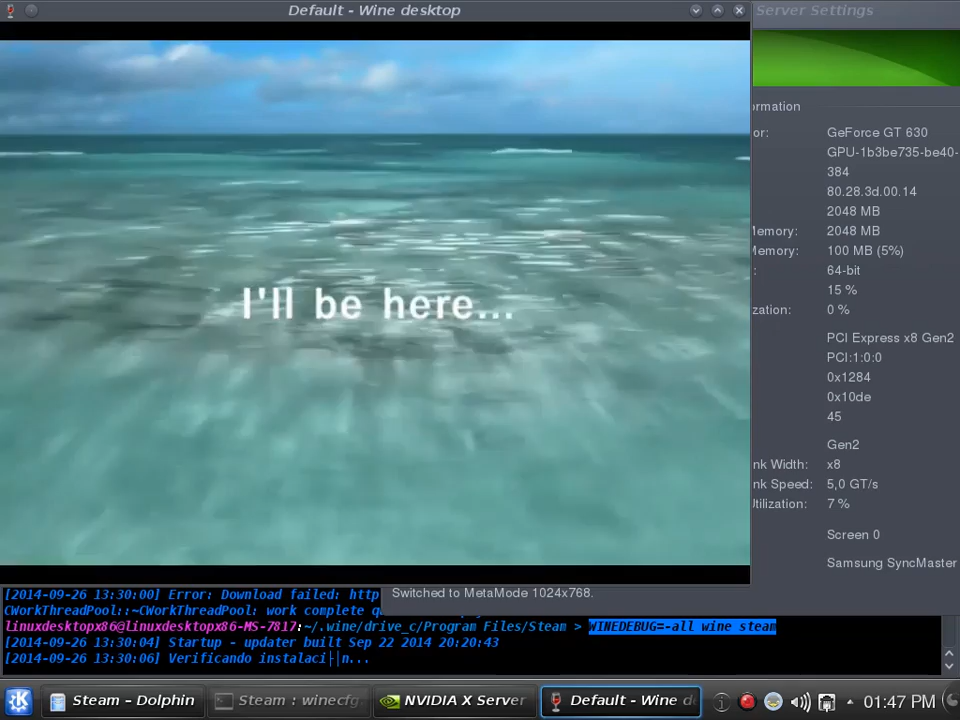 Default - Wine desktop
Server Settings
I'll be here...
ormation
or:
GeForce GT 630
GPU-1b3be735-be40-
384
80.28.3d.00.14
2048 MB
Memory: 2048 MB
Memory: 100 MB (5%)
: 64-bit
15 %
zation: 0 %
PCI Express x8 Gen2
PCI:1:0:0
0x1284
0x10de
45
Gen2
nk Width: x8
nk Speed: 5,0 GT/s
Utilization: 7 %
Screen 0
Samsung SyncMaster
Switched to MetaMode 1024x768.
[2014-09-26 13:30:00] Error: Download failed: http
CWorkThreadPool::~CWorkThreadPool: work complete q
linuxdesktopx86@linuxdesktopx86-MS-7817:~/.wine/drive_c/Program Files/Steam > WINEDEBUG=-all wine steam
[2014-09-26 13:30:04] Startup - updater built Sep 22 2014 20:20:43
[2014-09-26 13:30:06] Verificando instalaci├│n...
Steam - Dolphin
Steam : winecfg
NVIDIA X Server
Default - Wine de
01:47 PM